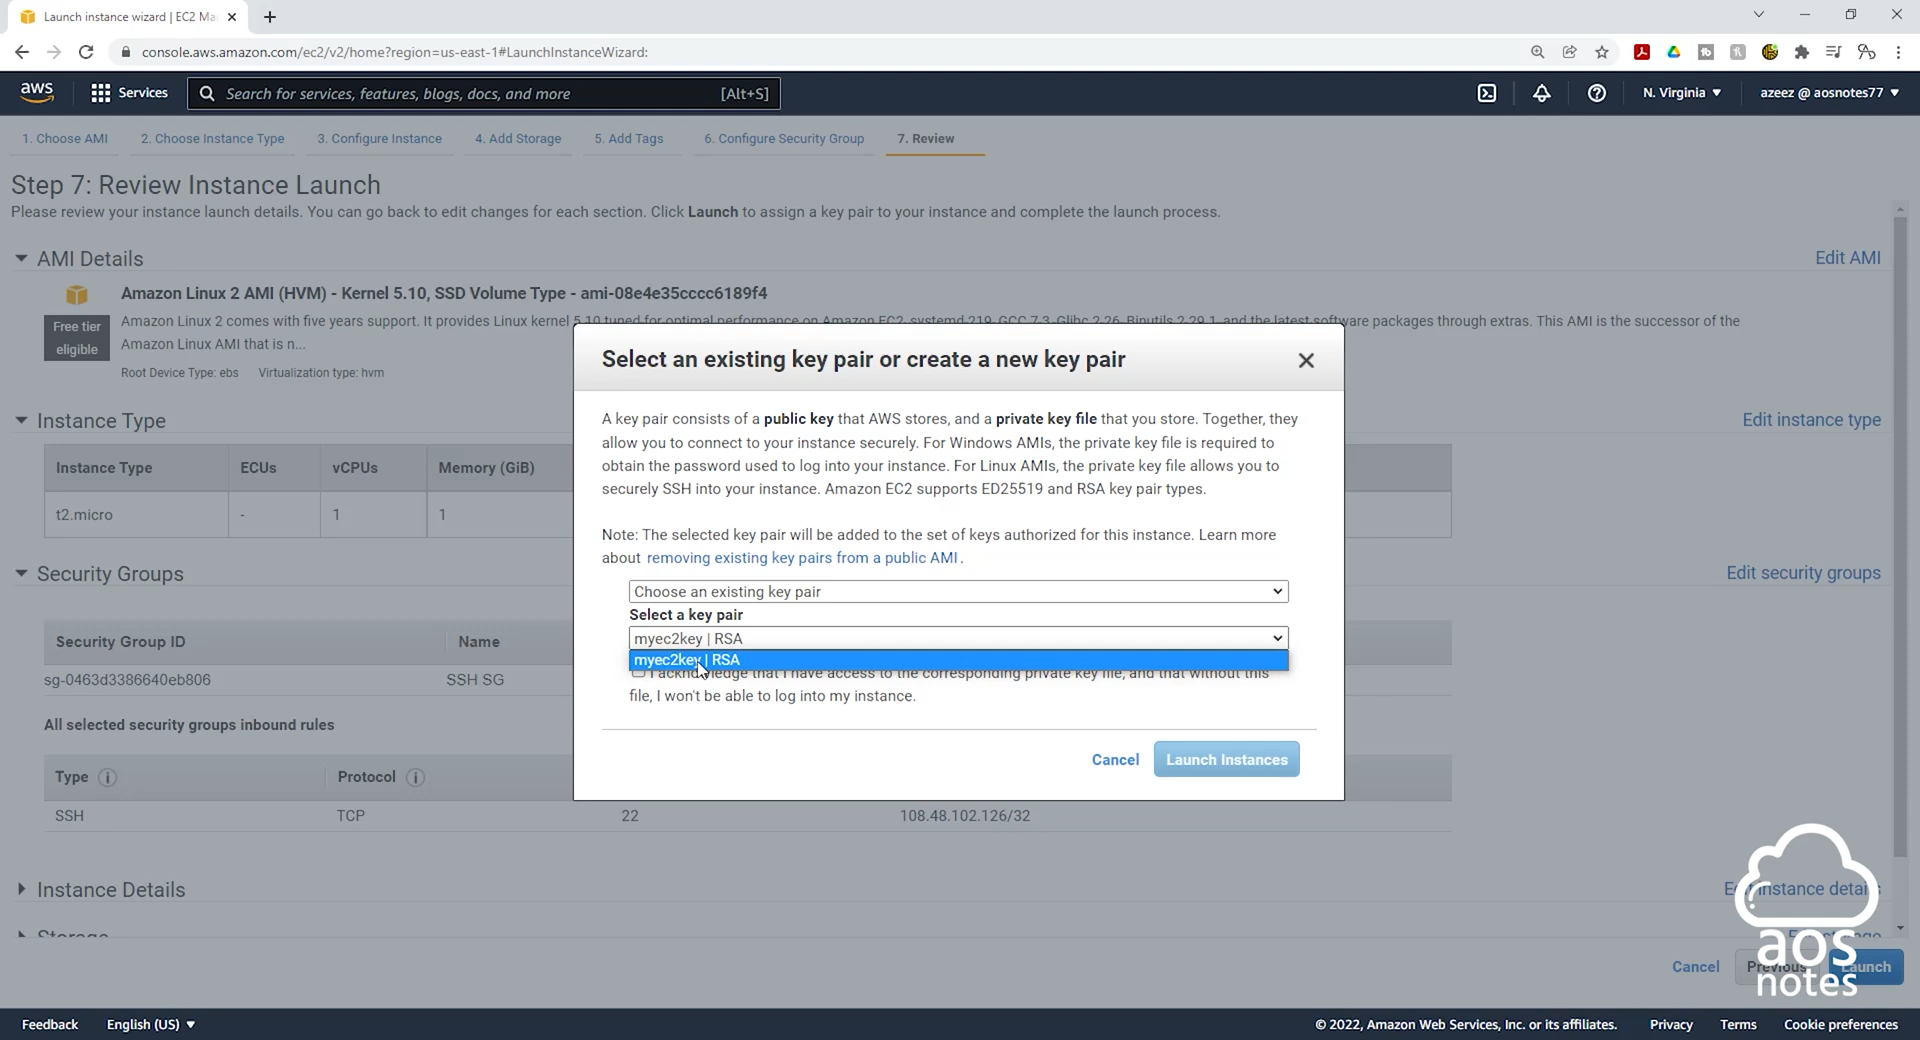 Launch instance wizard | EC2 Ma
console.aws.amazon.com/ec2/v2/home?region=us-east-1#LaunchInstanceWizard:
aws Services Search for services, features, blogs, docs, and more [Alt+S] N. Virginia ▼ azeez @ aosnotes77 ▼
1. Choose AMI 2. Choose Instance Type 3. Configure Instance 4. Add Storage 5. Add Tags 6. Configure Security Group 7. Review
Step 7: Review Instance Launch
Please review your instance launch details. You can go back to edit changes for each section. Click Launch to assign a key pair to your instance and complete the launch process.
AMI Details Edit AMI
Amazon Linux 2 AMI (HVM) - Kernel 5.10, SSD Volume Type - ami-08e4e35cccc6189f4
Free tier
eligible
Amazon Linux 2 comes with five years support. It provides Linux kernel 5.10 tuned for optimal performance on Amazon EC2, systemd 219, GCC 7.3, Glibc 2.26, Binutils 2.29.1, and the latest software packages through extras. This AMI is the successor of the
Amazon Linux AMI that is n...
Root Device Type: ebs Virtualization type: hvm
Instance Type Edit instance type
Instance Type ECUs vCPUs Memory (GiB)
t2.micro - 1 1
Security Groups Edit security groups
Security Group ID Name
sg-0463d3386640eb806 SSH SG
All selected security groups inbound rules
Type Protocol
SSH TCP 22 108.48.102.126/32
Instance Details Edit instance details
Storage Edit storage
Select an existing key pair or create a new key pair
A key pair consists of a public key that AWS stores, and a private key file that you store. Together, they
allow you to connect to your instance securely. For Windows AMIs, the private key file is required to
obtain the password used to log into your instance. For Linux AMIs, the private key file allows you to
securely SSH into your instance. Amazon EC2 supports ED25519 and RSA key pair types.
Note: The selected key pair will be added to the set of keys authorized for this instance. Learn more
about removing existing key pairs from a public AMI.
Choose an existing key pair
Select a key pair
myec2key | RSA
myec2key | RSA
I acknowledge that I have access to the corresponding private key file, and that without this
file, I won't be able to log into my instance.
Cancel Launch Instances
Cancel Previous Launch
aos
notes
Feedback English (US) ▼ © 2022, Amazon Web Services, Inc. or its affiliates. Privacy Terms Cookie preferences